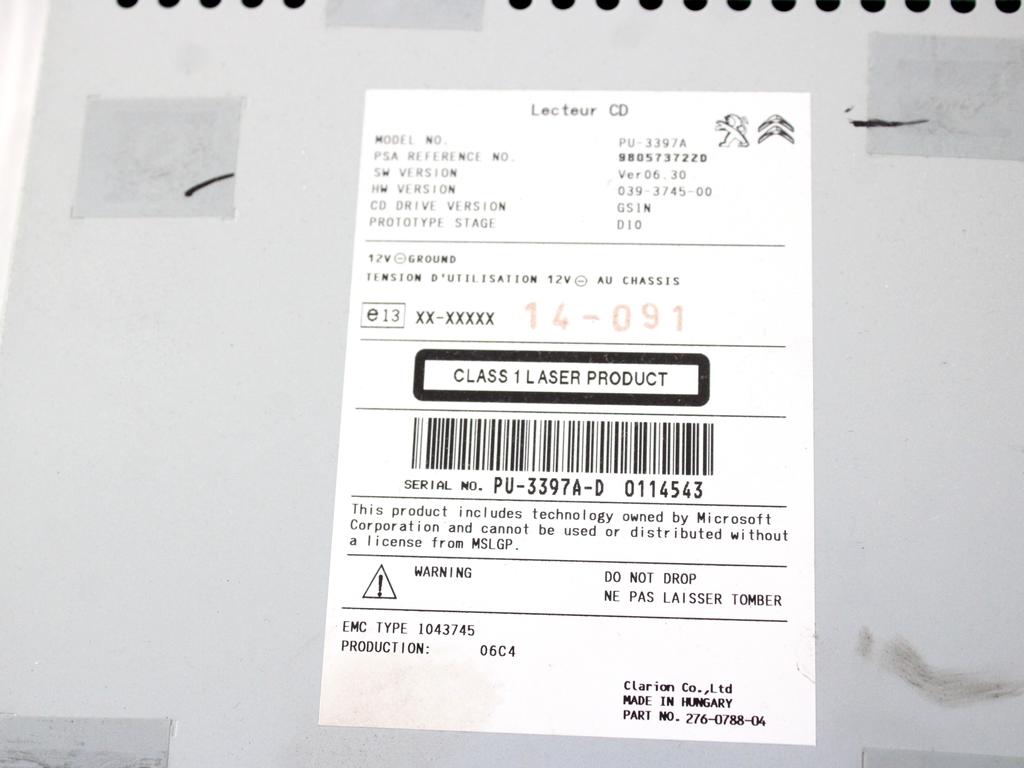 Lecteur CD
MODEL NO. PU-3397A
PSA REFERENCE NO. 980573722D
SW VERSION Ver06.30
HW VERSION 039-3745-00
CD DRIVE VERSION GS1N
PROTOTYPE STAGE D10
12V⊖GROUND
TENSION D'UTILISATION 12V⊖ AU CHASSIS
e13 XX-XXXXX 14-091
CLASS 1 LASER PRODUCT
SERIAL NO. PU-3397A-D 0114543
This product includes technology owned by Microsoft
Corporation and cannot be used or distributed without
a license from MSLGP.
WARNING DO NOT DROP
NE PAS LAISSER TOMBER
EMC TYPE 1043745
PRODUCTION: 06C4
Clarion Co.,Ltd
MADE IN HUNGARY
PART NO. 276-0788-04